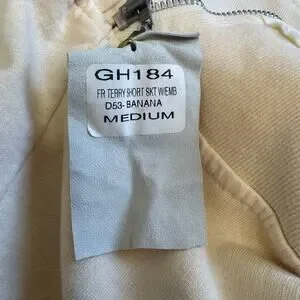 GH184
FR TERRY SHORT SKT W/EMB
D53-BANANA
MEDIUM